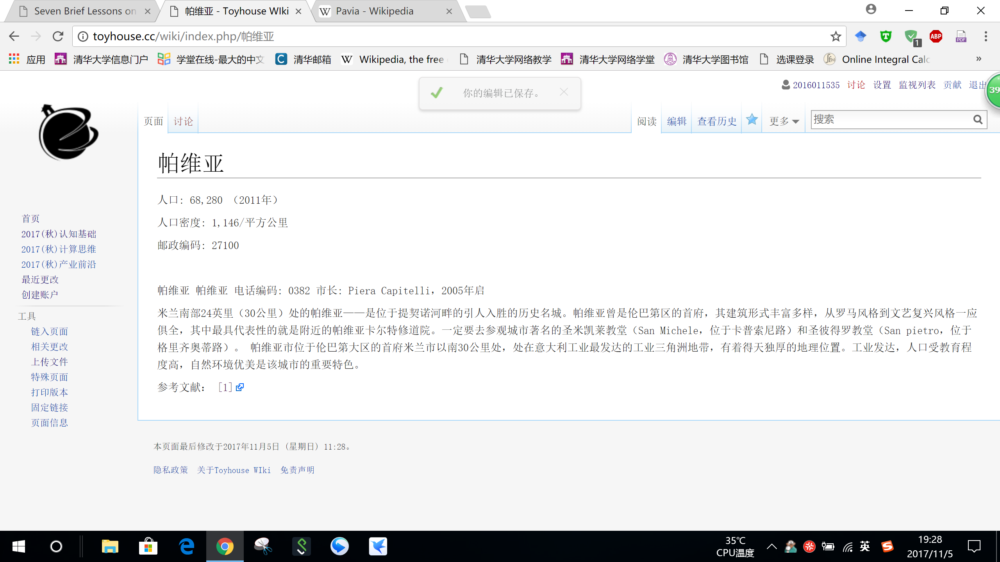 Seven Brief Lessons on
帕维亚 - Toyhouse WIki
W Pavia - Wikipedia
toyhouse.cc/wiki/index.php/帕维亚
1
ABP
PDF
应用
清华大学信息门户
学堂在线-最大的中文
C 清华邮箱
W Wikipedia, the free
清华大学网络教学
清华大学网络学堂
清华大学图书馆
选课登录
∫f(x) Online Integral Calc
»
你的编辑已保存。
2016011535 讨论 设置 监视列表 贡献 退出
39
页面 讨论
阅读 编辑 查看历史 更多 搜索
帕维亚
人口: 68,280 （2011年）
人口密度: 1,146/平方公里
邮政编码: 27100
帕维亚 帕维亚 电话编码: 0382 市长: Piera Capitelli, 2005年启
米兰南部24英里（30公里）处的帕维亚——是位于提契诺河畔的引人入胜的历史名城。帕维亚曾是伦巴第区的首府，其建筑形式丰富多样，从罗马风格到文艺复兴风格一应
俱全，其中最具代表性的就是附近的帕维亚卡尔特修道院。一定要去参观城市著名的圣米凯莱教堂（San Michele，位于卡普索尼路）和圣彼得罗教堂（San pietro，位于
格里齐奥蒂路）。 帕维亚市位于伦巴第大区的首府米兰市以南30公里处，处在意大利工业最发达的工业三角洲地带，有着得天独厚的地理位置。工业发达，人口受教育程
度高，自然环境优美是该城市的重要特色。
参考文献： [1]
首页
2017(秋)认知基础
2017(秋)计算思维
2017(秋)产业前沿
最近更改
创建账户
工具
链入页面
相关更改
上传文件
特殊页面
打印版本
固定链接
页面信息
本页面最后修改于2017年11月5日 (星期日) 11:28。
隐私政策 关于Toyhouse WIki 免责声明
35℃
CPU温度
英
19:28
2017/11/5